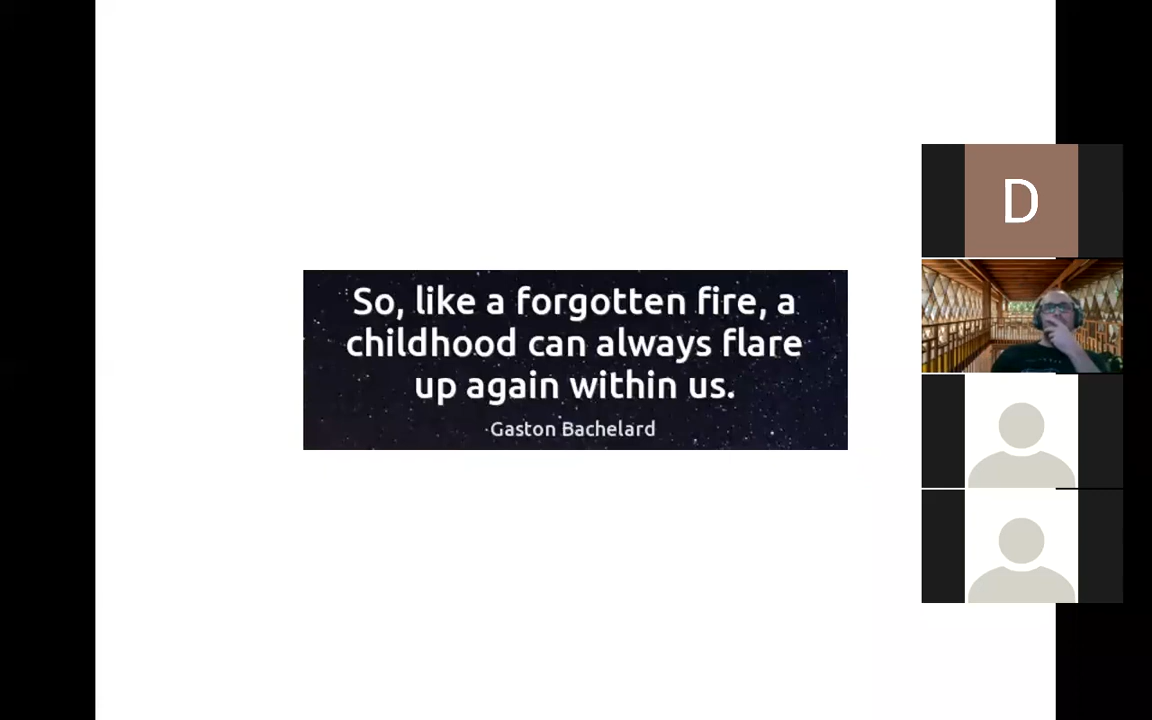 So, like a forgotten fire, a
childhood can always flare
up again within us.
-Gaston Bachelard
D